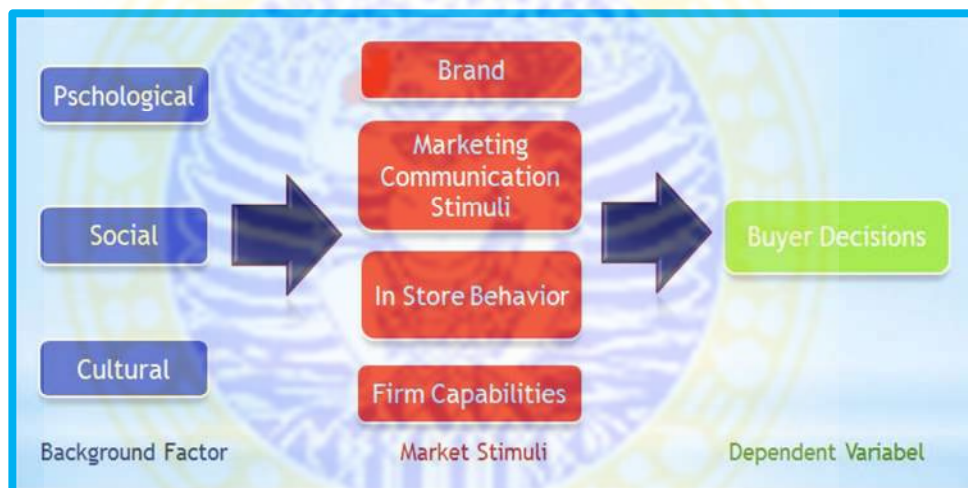 Pschological
Social
Cultural
Background Factor
Brand
Marketing
Communication
Stimuli
In Store Behavior
Firm Capabilities
Market Stimuli
Buyer Decisions
Dependent Variabel